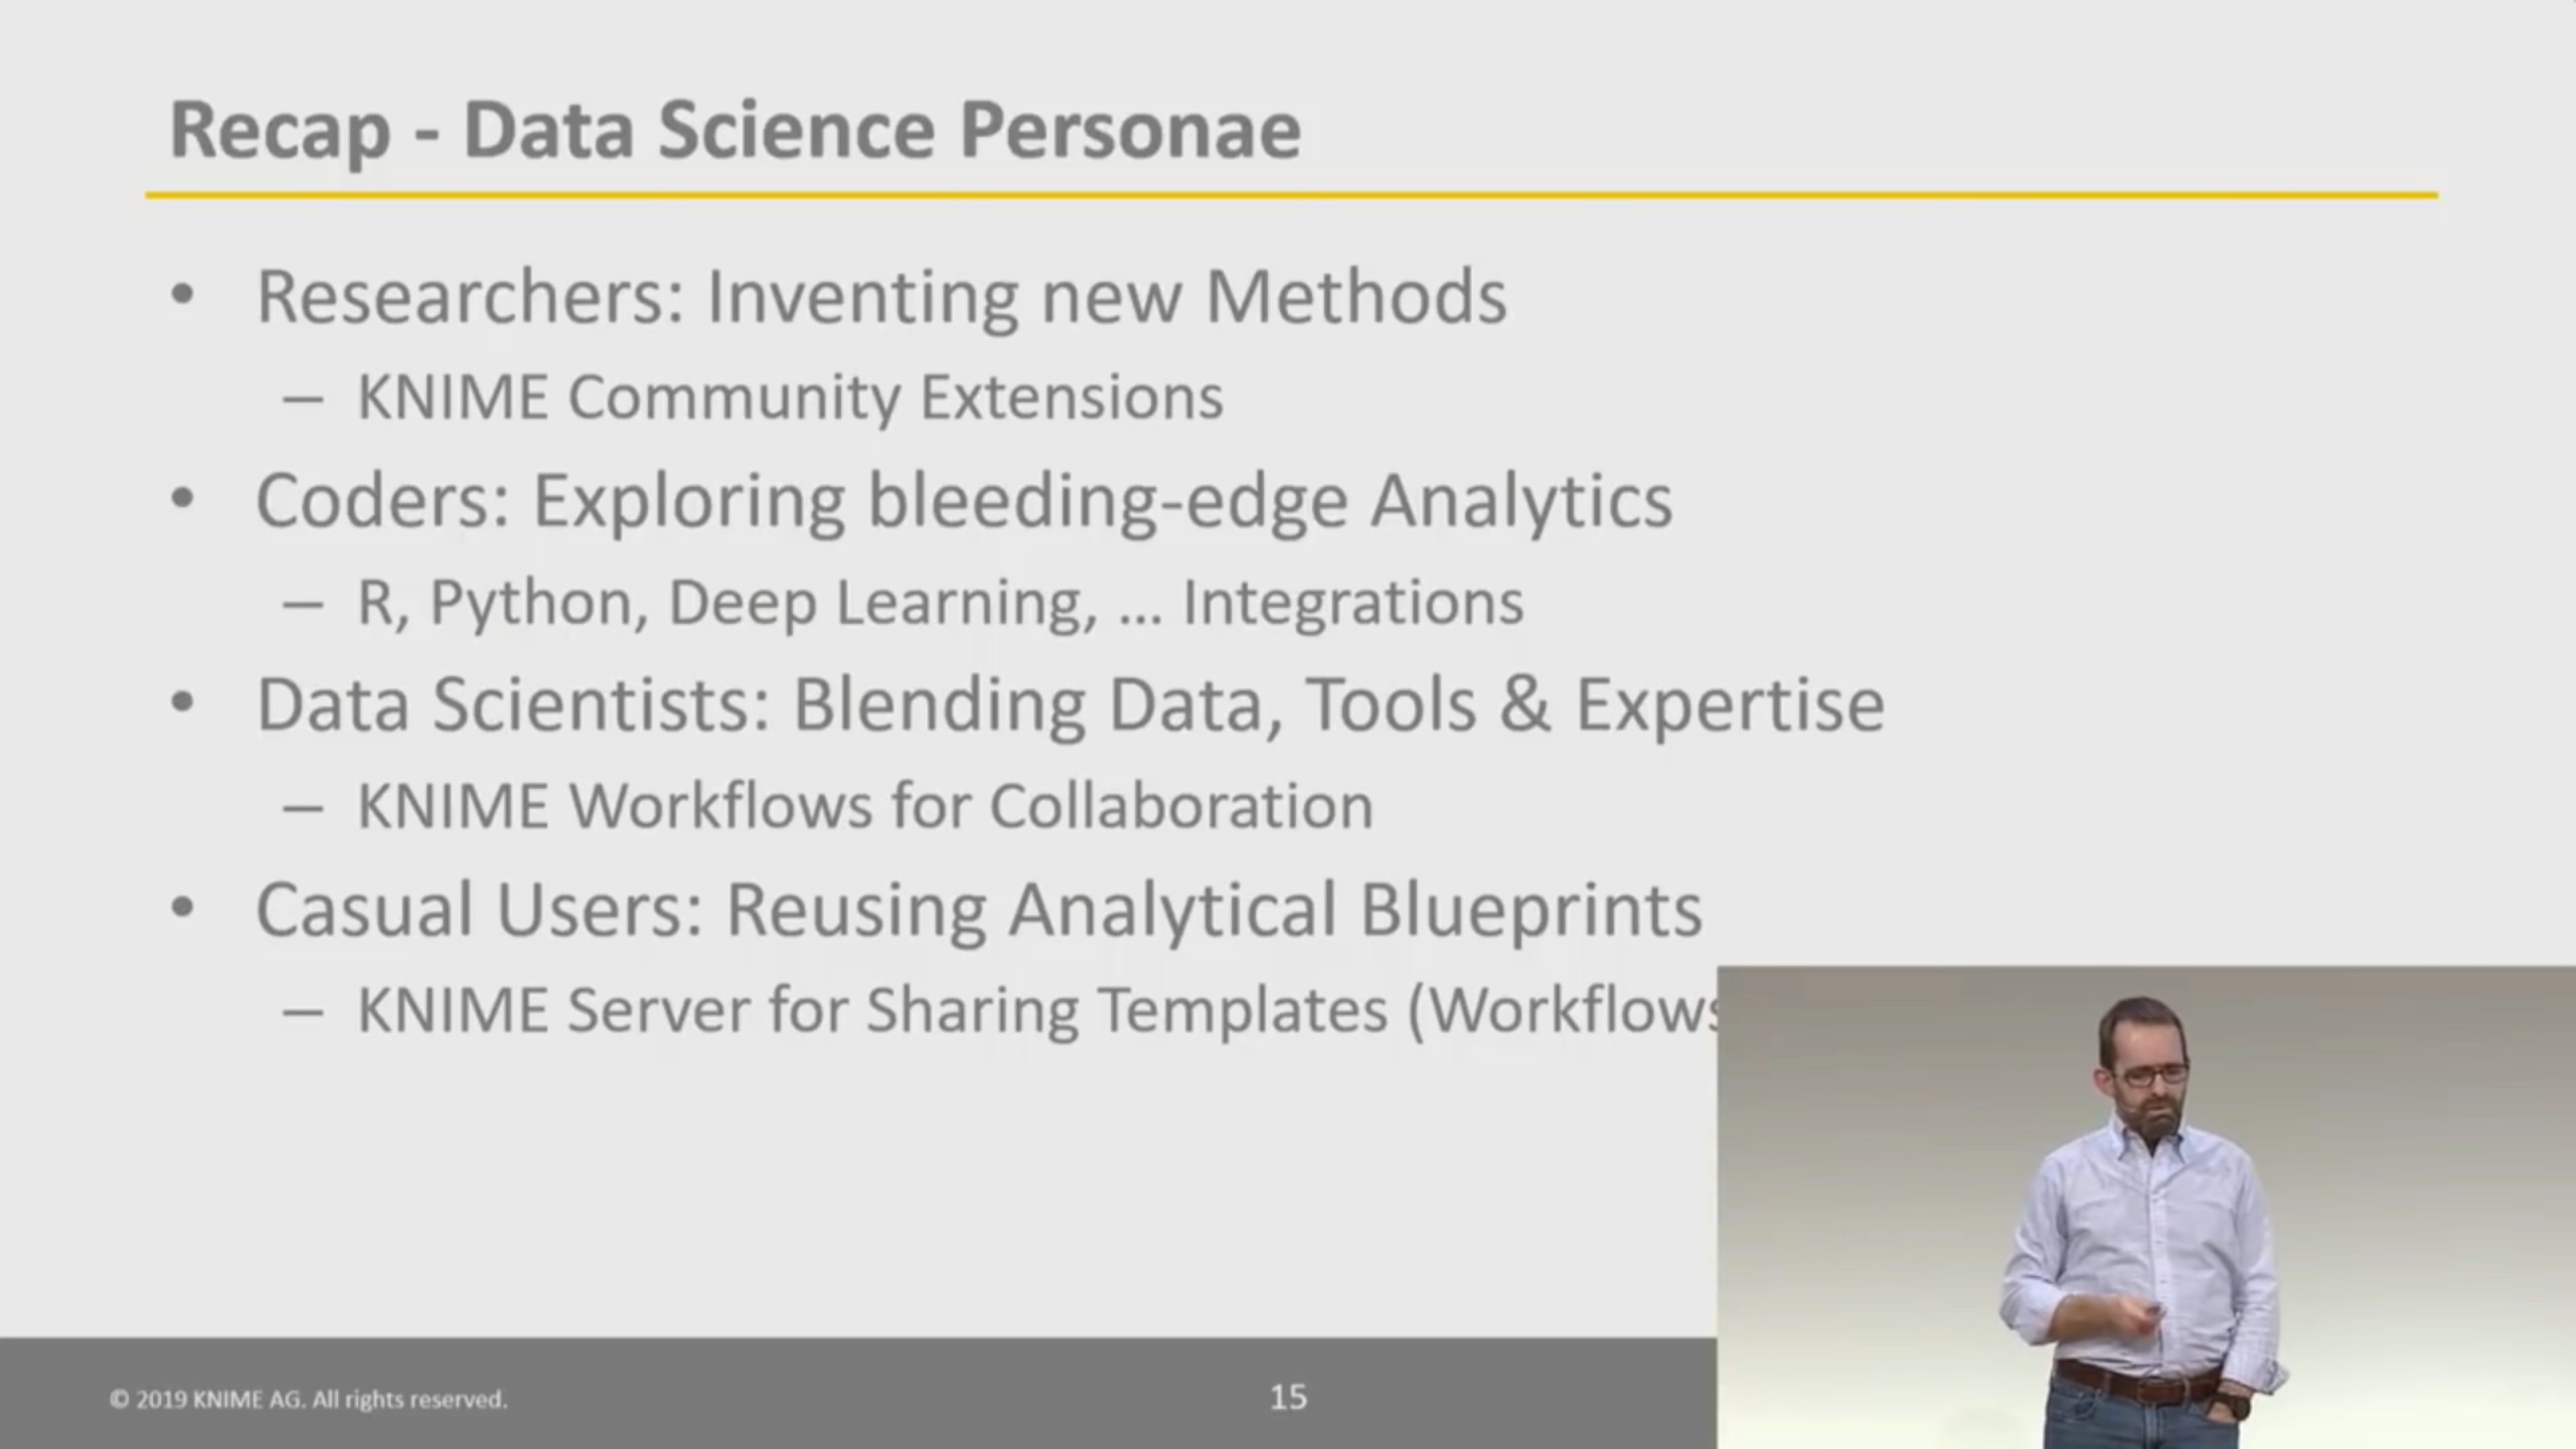 Recap - Data Science Personae
• Researchers: Inventing new Methods
– KNIME Community Extensions
• Coders: Exploring bleeding-edge Analytics
– R, Python, Deep Learning, ... Integrations
• Data Scientists: Blending Data, Tools & Expertise
– KNIME Workflows for Collaboration
• Casual Users: Reusing Analytical Blueprints
– KNIME Server for Sharing Templates (Workflows
© 2019 KNIME AG. All rights reserved.
15